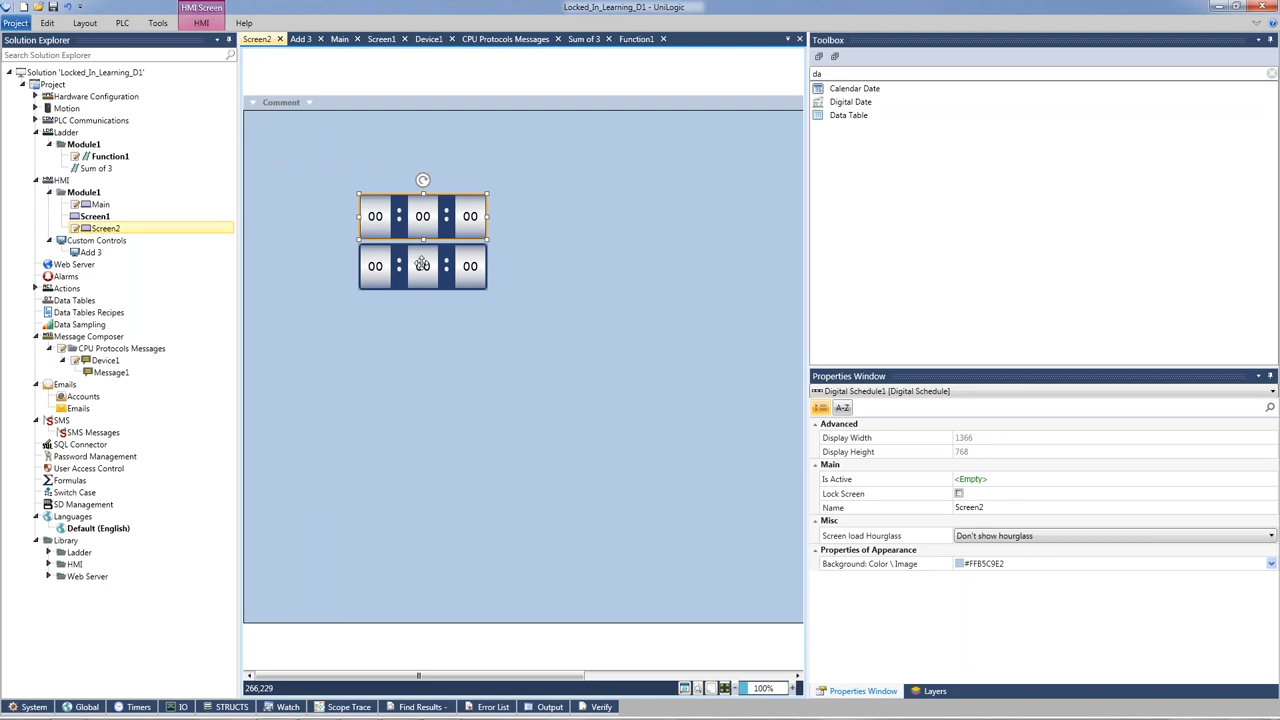 HMI Screen
Locked_In_Learning_D1* - UniLogic
Project Edit Layout PLC Tools HMI Help
Solution Explorer
Screen2 Add 3 Main Screen1 Device1 CPU Protocols Messages Sum of 3 Function1
Toolbox
Search Solution Explorer
Solution 'Locked_In_Learning_D1'
Project
Hardware Configuration
Motion
PLC Communications
Ladder
Module1
Function1
Sum of 3
HMI
Module1
Main
Screen1
Screen2
Custom Controls
Add 3
Web Server
Alarms
Actions
Data Tables
Data Tables Recipes
Data Sampling
Message Composer
CPU Protocols Messages
Device1
Message1
Emails
Accounts
Emails
SMS
SMS Messages
SQL Connector
Password Management
User Access Control
Formulas
Switch Case
SD Management
Languages
Default (English)
Library
Ladder
HMI
Web Server
Comment
00 : 00 : 00
00 : 00 : 00
266,229
100%
da
Calendar Date
Digital Date
Data Table
Properties Window
Digital Schedule1 [Digital Schedule]
A-Z
Advanced
Display Width 1366
Display Height 768
Main
Is Active <Empty>
Lock Screen
Name Screen2
Misc
Screen load Hourglass Don't show hourglass
Properties of Appearance
Background: Color \ Image #FFB5C9E2
Properties Window Layers
System Global Timers IO STRUCTS Watch Scope Trace Find Results - Error List Output Verify